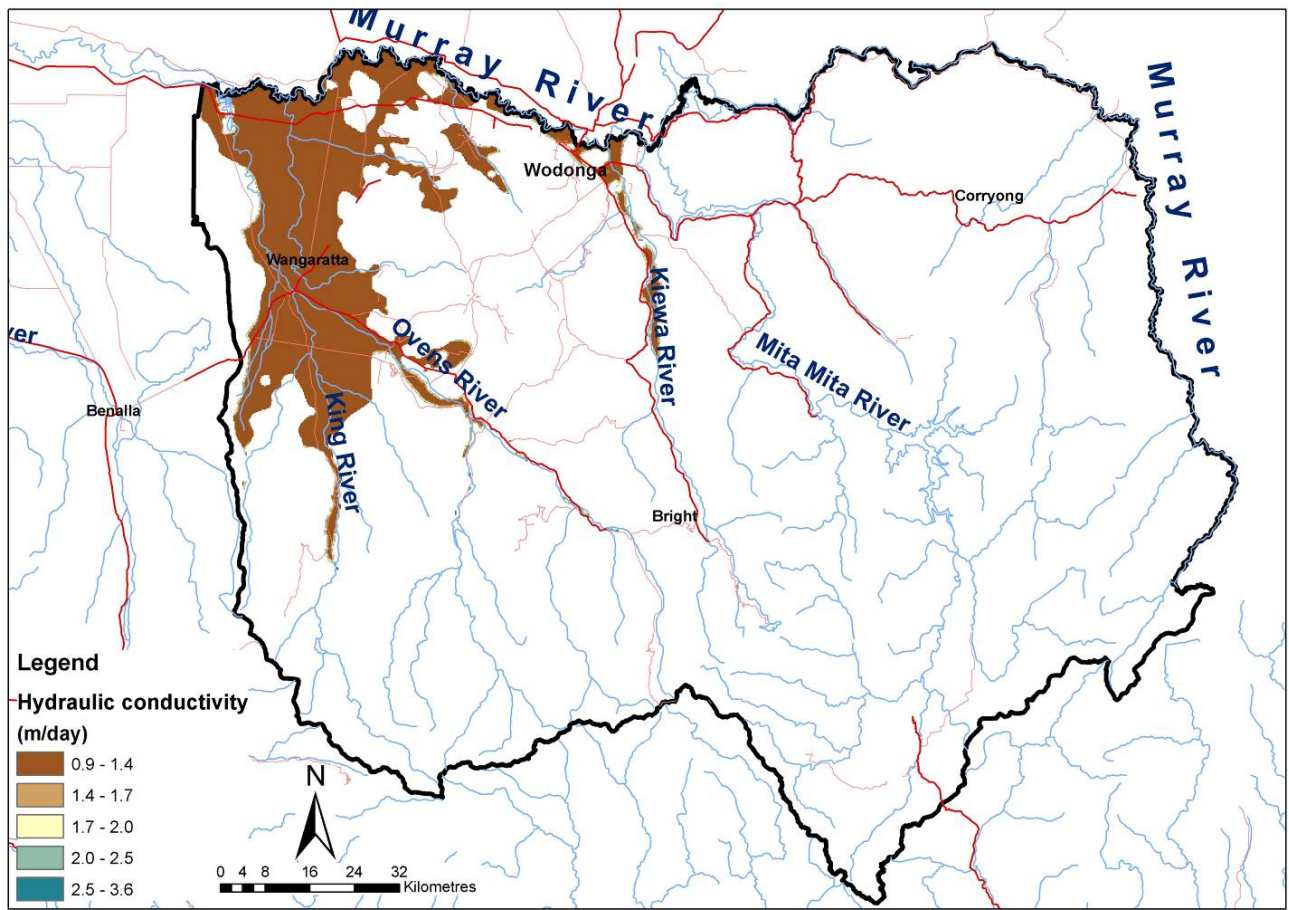 Murray River
Murray River
Wodonga
Corryong
Wangaratta
Kiewa River
ver
Ovens River
Mita Mita River
Benalla
King River
Bright
Legend
Hydraulic conductivity
(m/day)
0.9 - 1.4
1.4 - 1.7
1.7 - 2.0
2.0 - 2.5
2.5 - 3.6
N
0 4 8 16 24 32
Kilometres